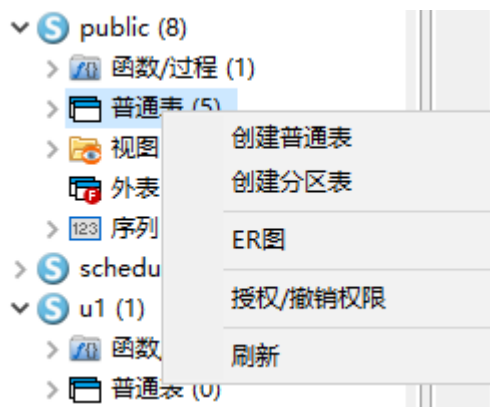 public (8)
函数/过程 (1)
普通表 (5)
视图
外表
序列
schedu
u1 (1)
函数
普通表 (0)
创建普通表
创建分区表
ER图
授权/撤销权限
刷新